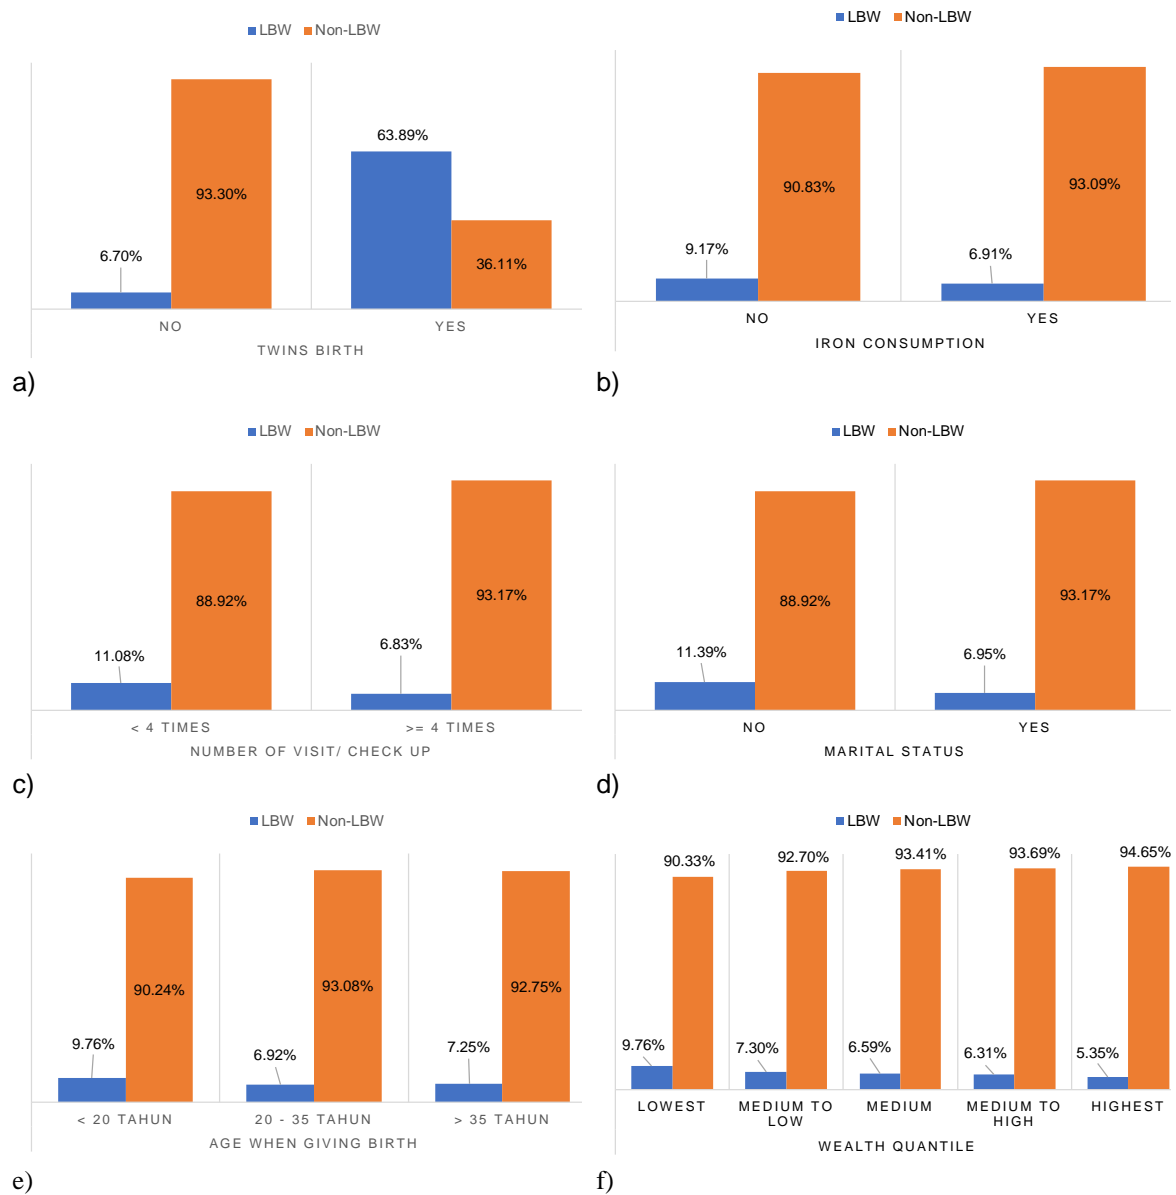 LBW Non-LBW
63.89%
93.30%
36.11%
6.70%
NO YES
TWINS BIRTH
a)
LBW Non-LBW
90.83% 93.09%
9.17% 6.91%
NO YES
IRON CONSUMPTION
b)
LBW Non-LBW
88.92% 93.17%
11.08% 6.83%
< 4 TIMES >= 4 TIMES
NUMBER OF VISIT/ CHECK UP
c)
LBW Non-LBW
88.92% 93.17%
11.39% 6.95%
NO YES
MARITAL STATUS
d)
LBW Non-LBW
90.24% 93.08% 92.75%
9.76% 6.92% 7.25%
< 20 TAHUN 20 - 35 TAHUN > 35 TAHUN
AGE WHEN GIVING BIRTH
e)
LBW Non-LBW
90.33% 92.70% 93.41% 93.69% 94.65%
9.76% 7.30% 6.59% 6.31% 5.35%
LOWEST MEDIUM TO MEDIUM MEDIUM TO HIGHEST
LOW HIGH
WEALTH QUANTILE
f)